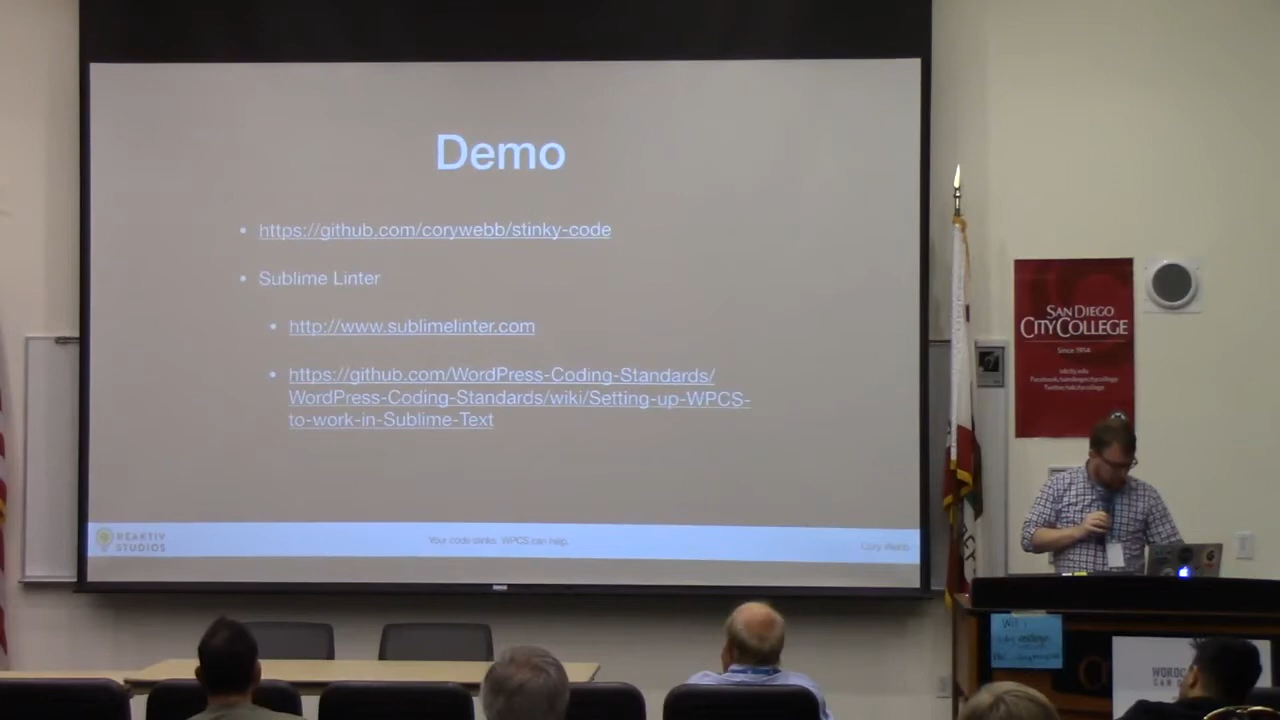 Demo
• https://github.com/corywebb/stinky-code
• Sublime Linter
• http://www.sublimelinter.com
• https://github.com/WordPress-Coding-Standards/
WordPress-Coding-Standards/wiki/Setting-up-WPCS-
to-work-in-Sublime-Text
REAKTIV
STUDIOS
Your code stinks. WPCS can help.
Cory Webb
SAN DIEGO
CITY COLLEGE
Since 1914